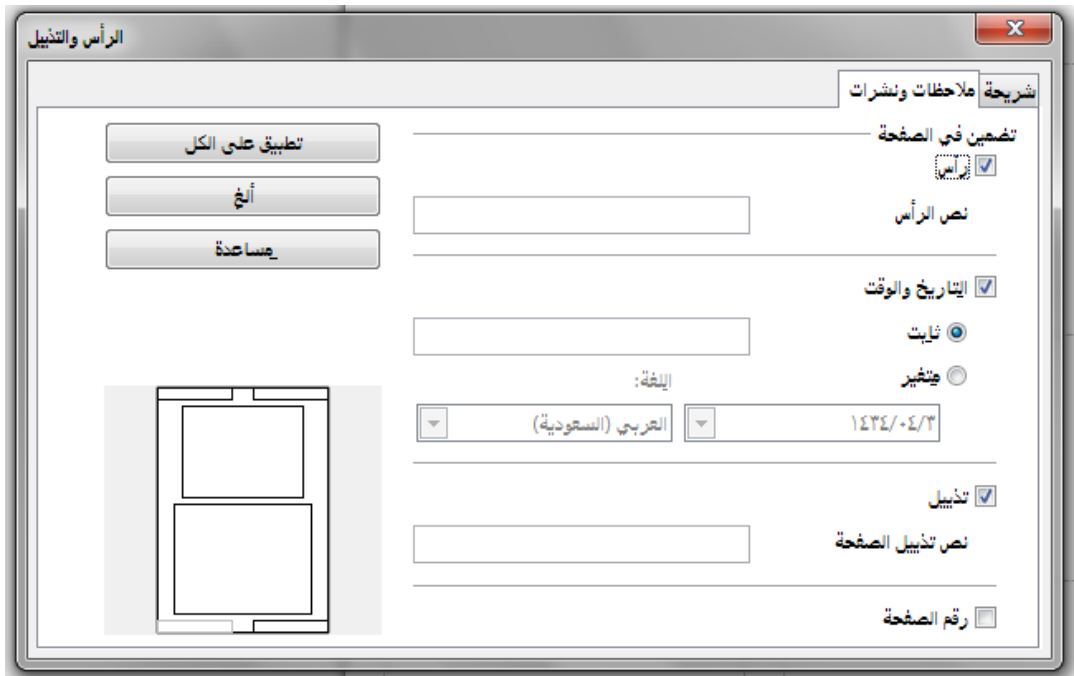 الرأس والتذييل
شريحة
ملاحظات ونشرات
تضمين في الصفحة
رأس
نص الرأس
التاريخ والوقت
ثابت
متغير
اللغة:
١٤٣٤/٠٤/٣
العربي (السعودية)
تذييل
نص تذييل الصفحة
رقم الصفحة
تطبيق على الكل
ألغ
مساعدة